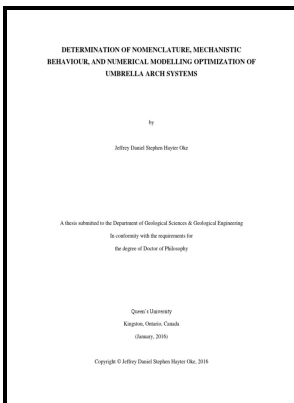 DETERMINATION OF NOMENCLATURE, MECHANISTIC
BEHAVIOUR, AND NUMERICAL MODELLING OPTIMIZATION OF
UMBRELLA ARCH SYSTEMS
by
Jeffrey Daniel Stephen Hayter Oke
A thesis submitted to the Department of Geological Sciences & Geological Engineering
In conformity with the requirements for
the degree of Doctor of Philosophy
Queen's University
Kingston, Ontario, Canada
(January, 2016)
Copyright © Jeffrey Daniel Stephen Hayter Oke, 2016